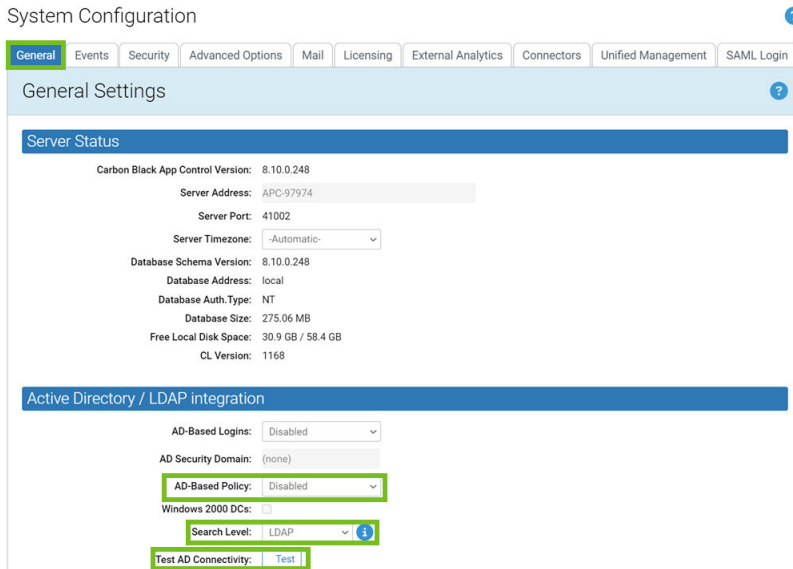 System Configuration
?
General Events Security Advanced Options Mail Licensing External Analytics Connectors Unified Management SAML Login
General Settings ?
Server Status
Carbon Black App Control Version: 8.10.0.248
Server Address: APC-97974
Server Port: 41002
Server Timezone: -Automatic-
Database Schema Version: 8.10.0.248
Database Address: local
Database Auth.Type: NT
Database Size: 275.06 MB
Free Local Disk Space: 30.9 GB / 58.4 GB
CL Version: 1168
Active Directory / LDAP integration
AD-Based Logins: Disabled
AD Security Domain: (none)
AD-Based Policy: Disabled
Windows 2000 DCs:
Search Level: LDAP i
Test AD Connectivity: Test